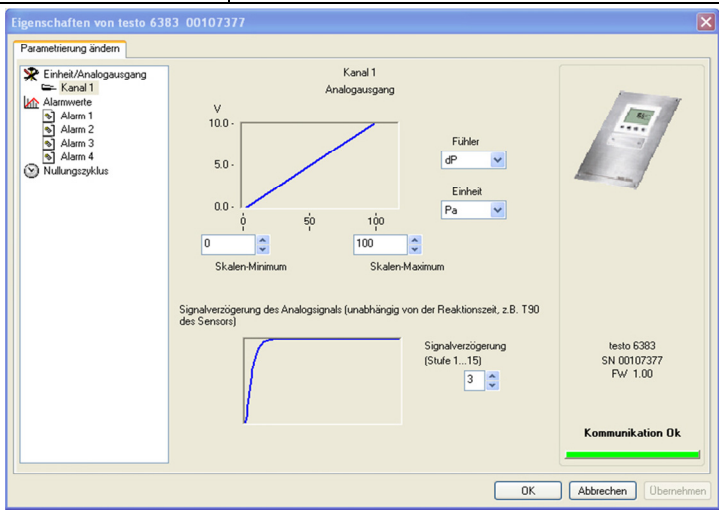 Eigenschaften von testo 6383 00107377
Parametrierung ändern
Einheit/Analogausgang
Kanal 1
Alarmwerte
Alarm 1
Alarm 2
Alarm 3
Alarm 4
Nullungszyklus
Kanal 1
Analogausgang
V
10.0
5.0
0.0
0 50 100
0
100
Skalen-Minimum
Skalen-Maximum
Fühler
dP
Einheit
Pa
Signalverzögerung des Analogsignals (unabhängig von der Reaktionszeit, z.B. T90
des Sensors)
Signalverzögerung
(Stufe 1...15)
3
testo 6383
SN 00107377
FW 1.00
Kommunikation Ok
OK
Abbrechen
Übernehmen